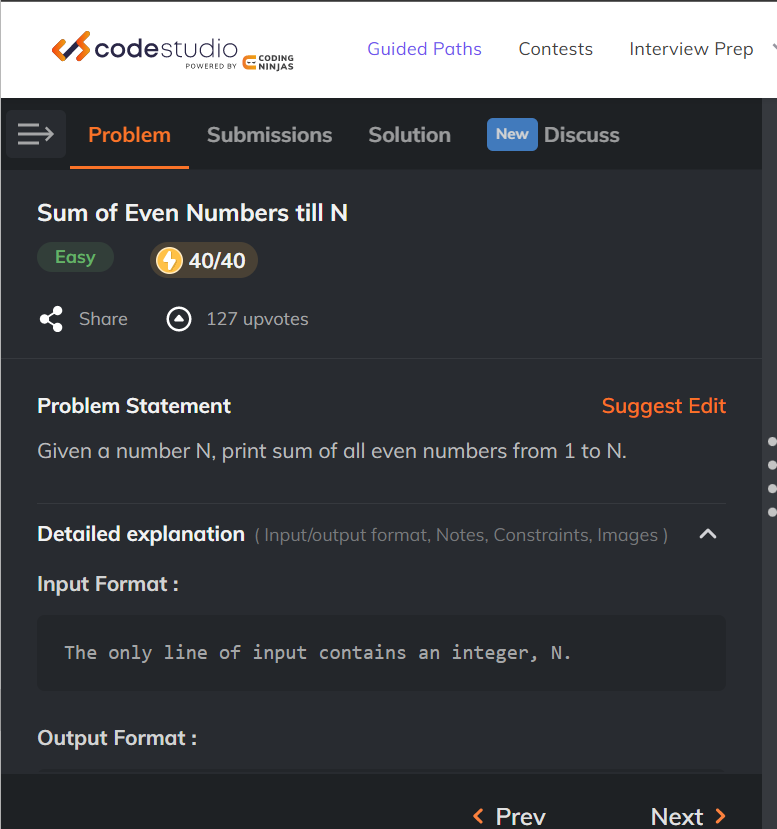 codestudio
POWERED BY CODING NINJAS
Guided Paths Contests Interview Prep
Problem Submissions Solution New Discuss
Sum of Even Numbers till N
Easy 40/40
Share 127 upvotes
Problem Statement Suggest Edit
Given a number N, print sum of all even numbers from 1 to N.
Detailed explanation ( Input/output format, Notes, Constraints, Images )
Input Format :
The only line of input contains an integer, N.
Output Format :
Prev Next